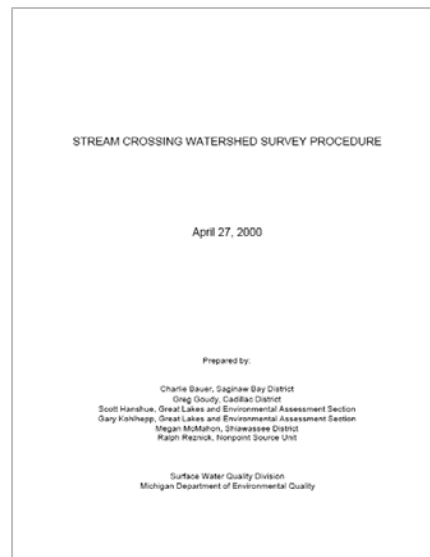 STREAM CROSSING WATERSHED SURVEY PROCEDURE
April 27, 2000
Prepared by:
Charlie Bauer, Saginaw Bay District
Greg Goudy, Cadillac District
Scott Hanshue, Great Lakes and Environmental Assessment Section
Gary Kohlhepp, Great Lakes and Environmental Assessment Section
Megan McMahon, Shiawassee District
Ralph Reznick, Nonpoint Source Unit
Surface Water Quality Division
Michigan Department of Environmental Quality